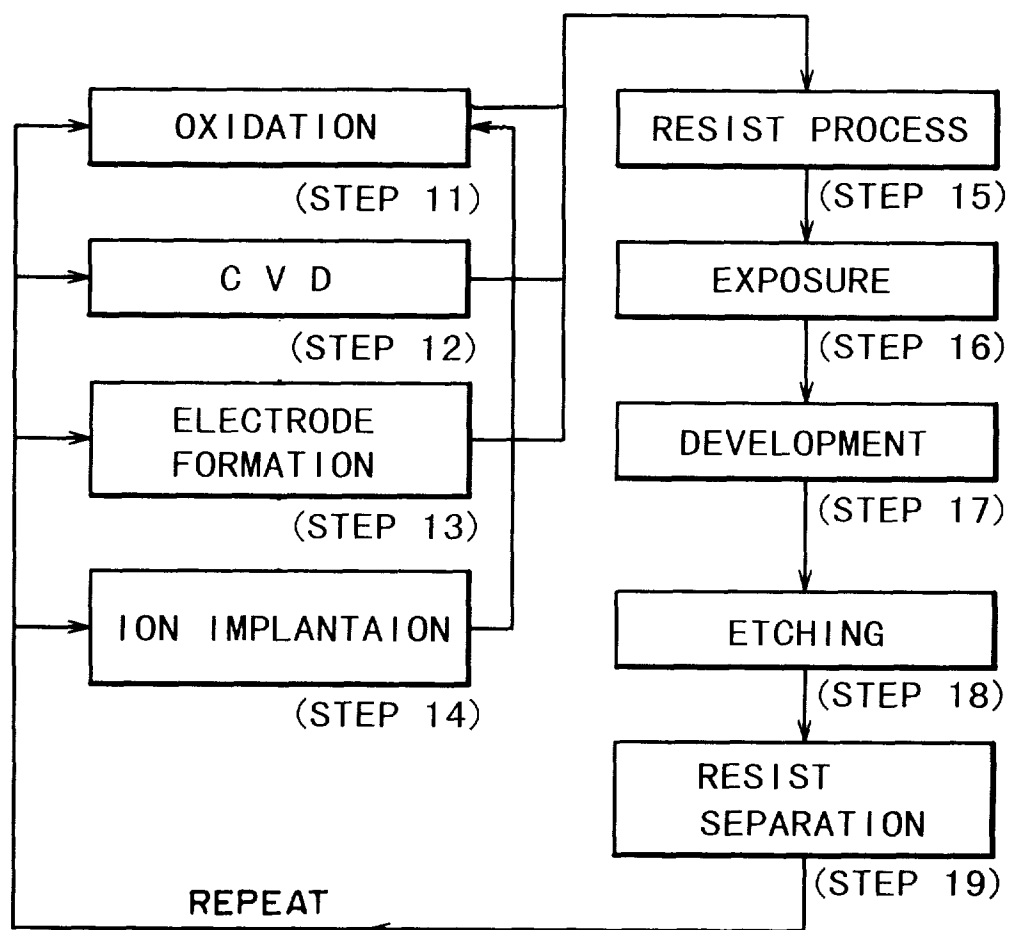 OXIDATION
(STEP 11)
C V D
(STEP 12)
ELECTRODE
FORMATION
(STEP 13)
ION IMPLANTAION
(STEP 14)
RESIST PROCESS
(STEP 15)
EXPOSURE
(STEP 16)
DEVELOPMENT
(STEP 17)
ETCHING
(STEP 18)
RESIST
SEPARATION
(STEP 19)
REPEAT